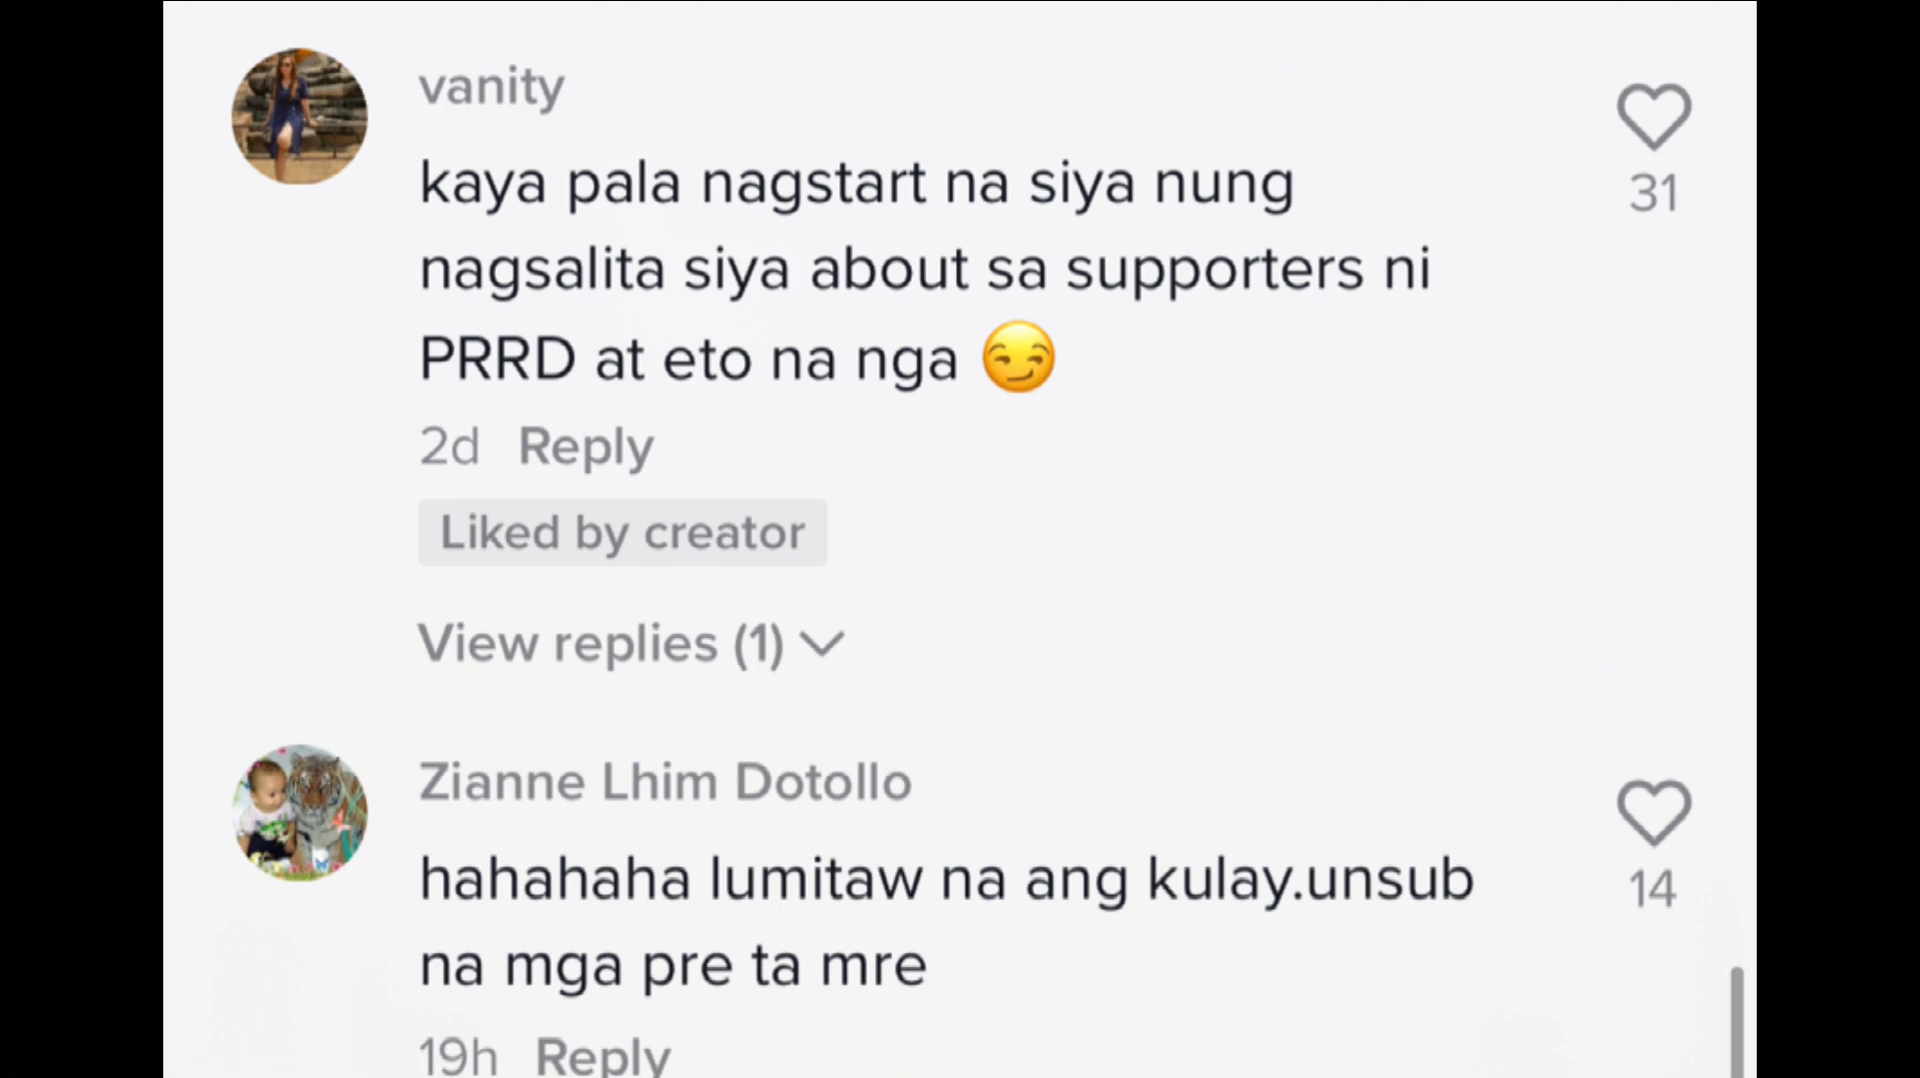 vanity
kaya pala nagstart na siya nung
nagsalita siya about sa supporters ni
PRRD at eto na nga 😏
31
2d Reply
Liked by creator
View replies (1)
Zianne Lhim Dotollo
hahahaha lumitaw na ang kulay.unsub
na mga pre ta mre
14
19h Reply